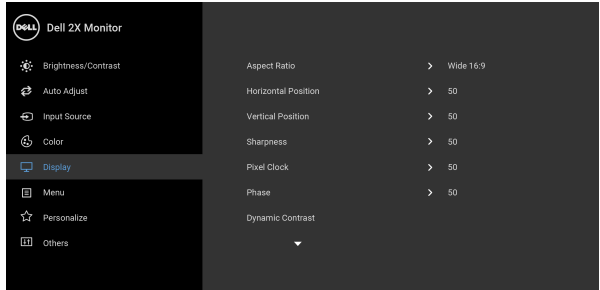 DELL Dell 2X Monitor
Brightness/Contrast
Auto Adjust
Input Source
Color
Display
Menu
Personalize
Others
Aspect Ratio Wide 16:9
Horizontal Position 50
Vertical Position 50
Sharpness 50
Pixel Clock 50
Phase 50
Dynamic Contrast